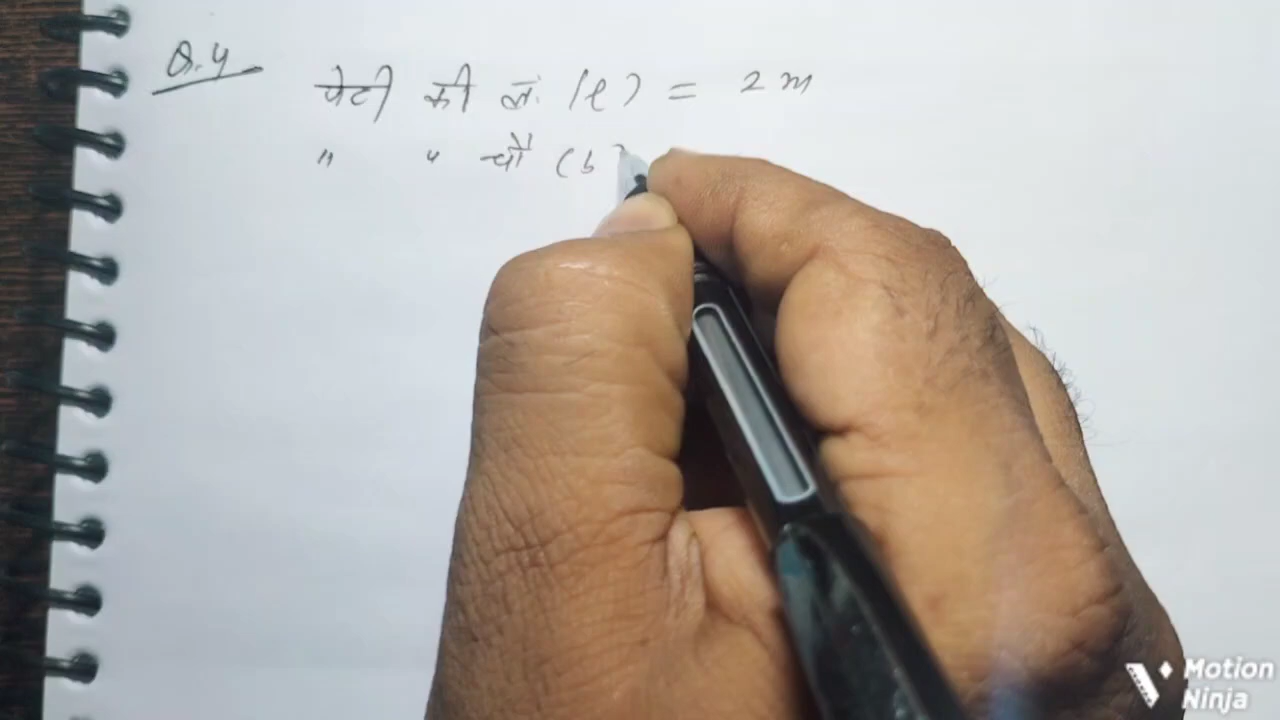 Q.4 पेटी की लं. (l) = 2 m
" " चौ (b)
Motion
Ninja